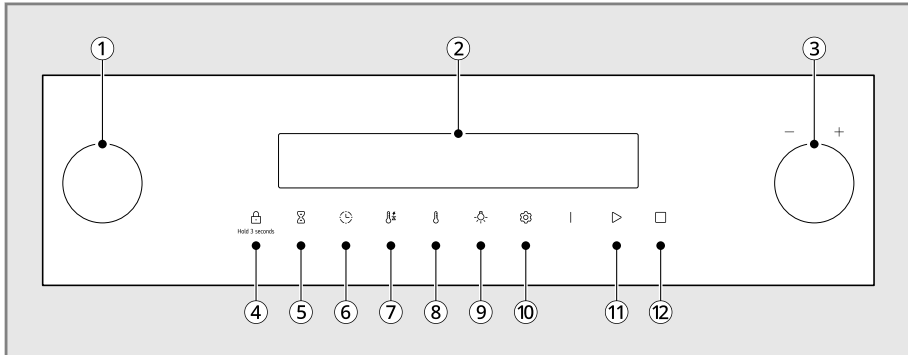 ① ② ③
− +
Hold 3 seconds
④ ⑤ ⑥ ⑦ ⑧ ⑨ ⑩ ⑪ ⑫